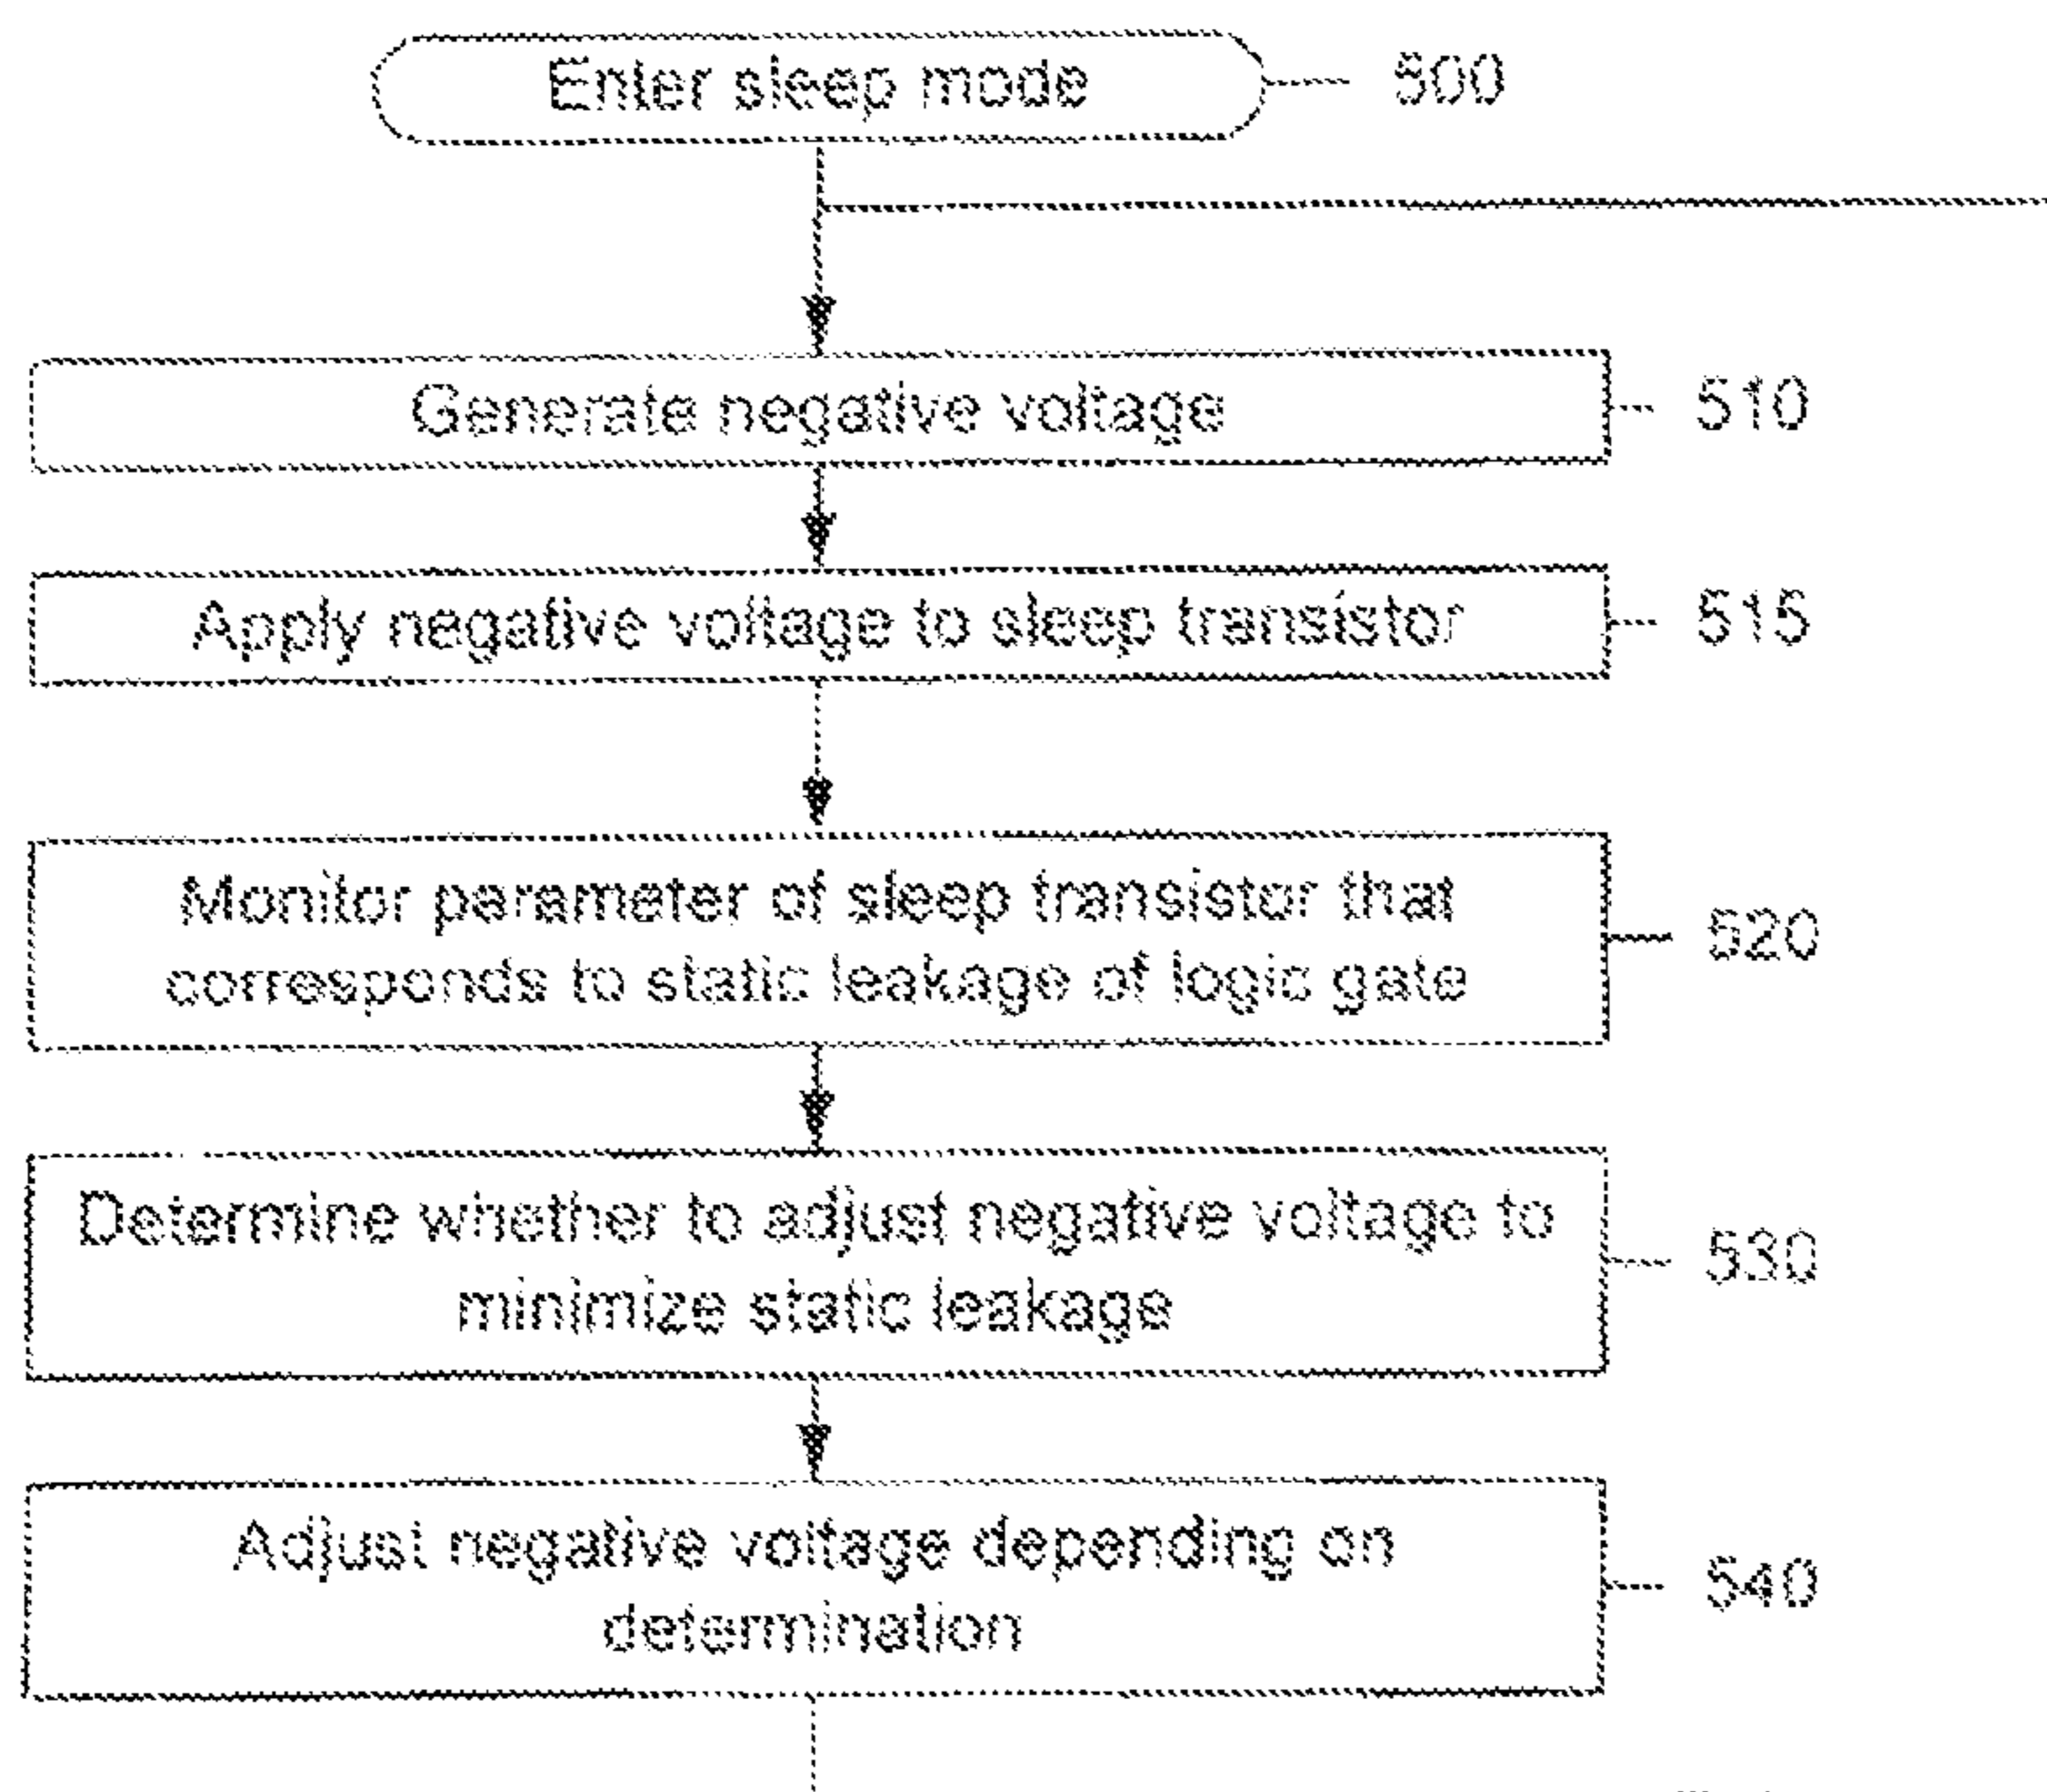 Enter sleep mode 500
Generate negative voltage 510
Apply negative voltage to sleep transistor 515
Monitor parameter of sleep transistor that
corresponds to static leakage of logic gate
520
Determine whether to adjust negative voltage to
minimize static leakage
530
Adjust negative voltage depending on
determination
540